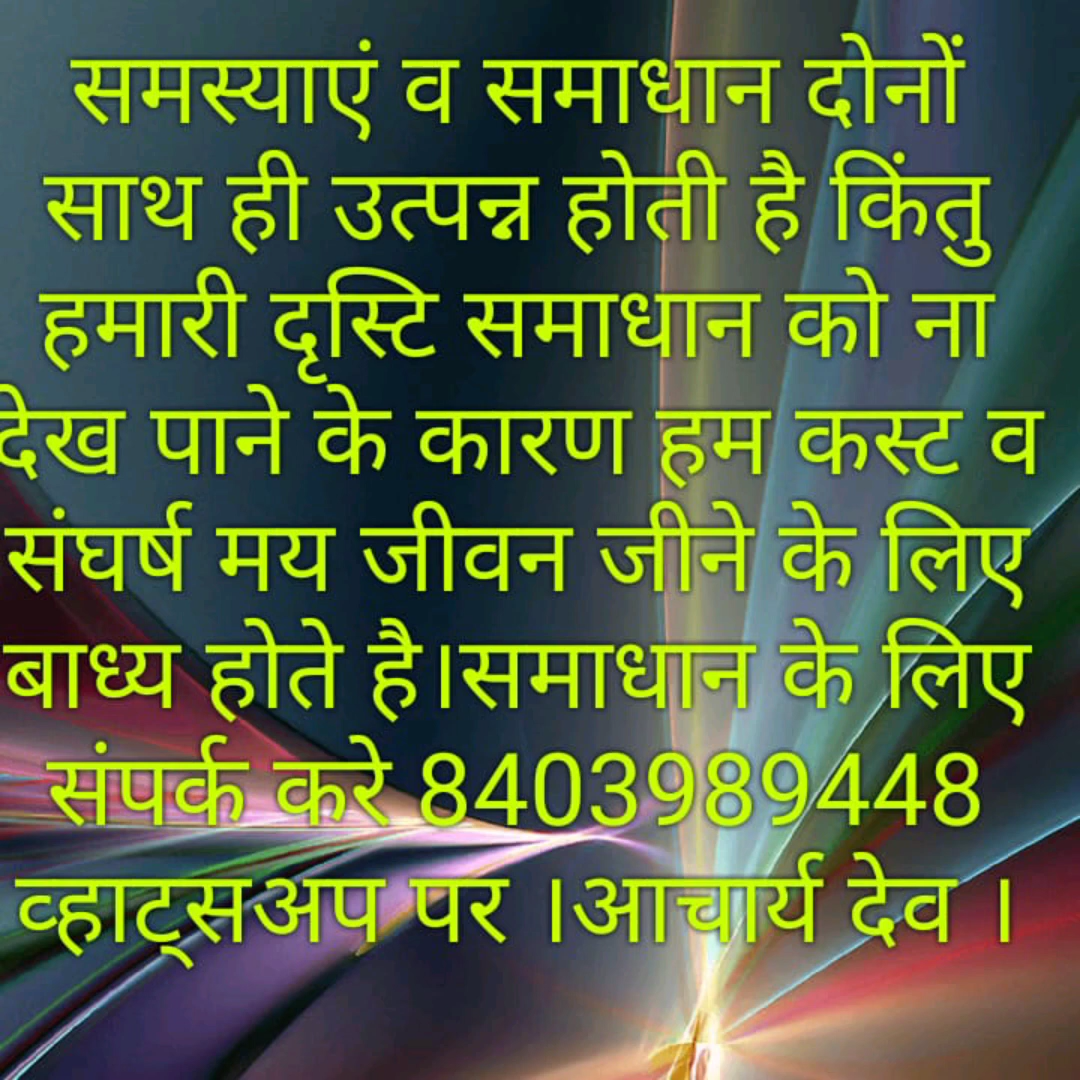 समस्याएं व समाधान दोनों
साथ ही उत्पन्न होती है किंतु
हमारी दृस्टि समाधान को ना
देख पाने के कारण हम कस्ट व
संघर्ष मय जीवन जीने के लिए
बाध्य होते है।समाधान के लिए
संपर्क करे 8403989448
व्हाट्सअप पर ।आचार्य देव ।